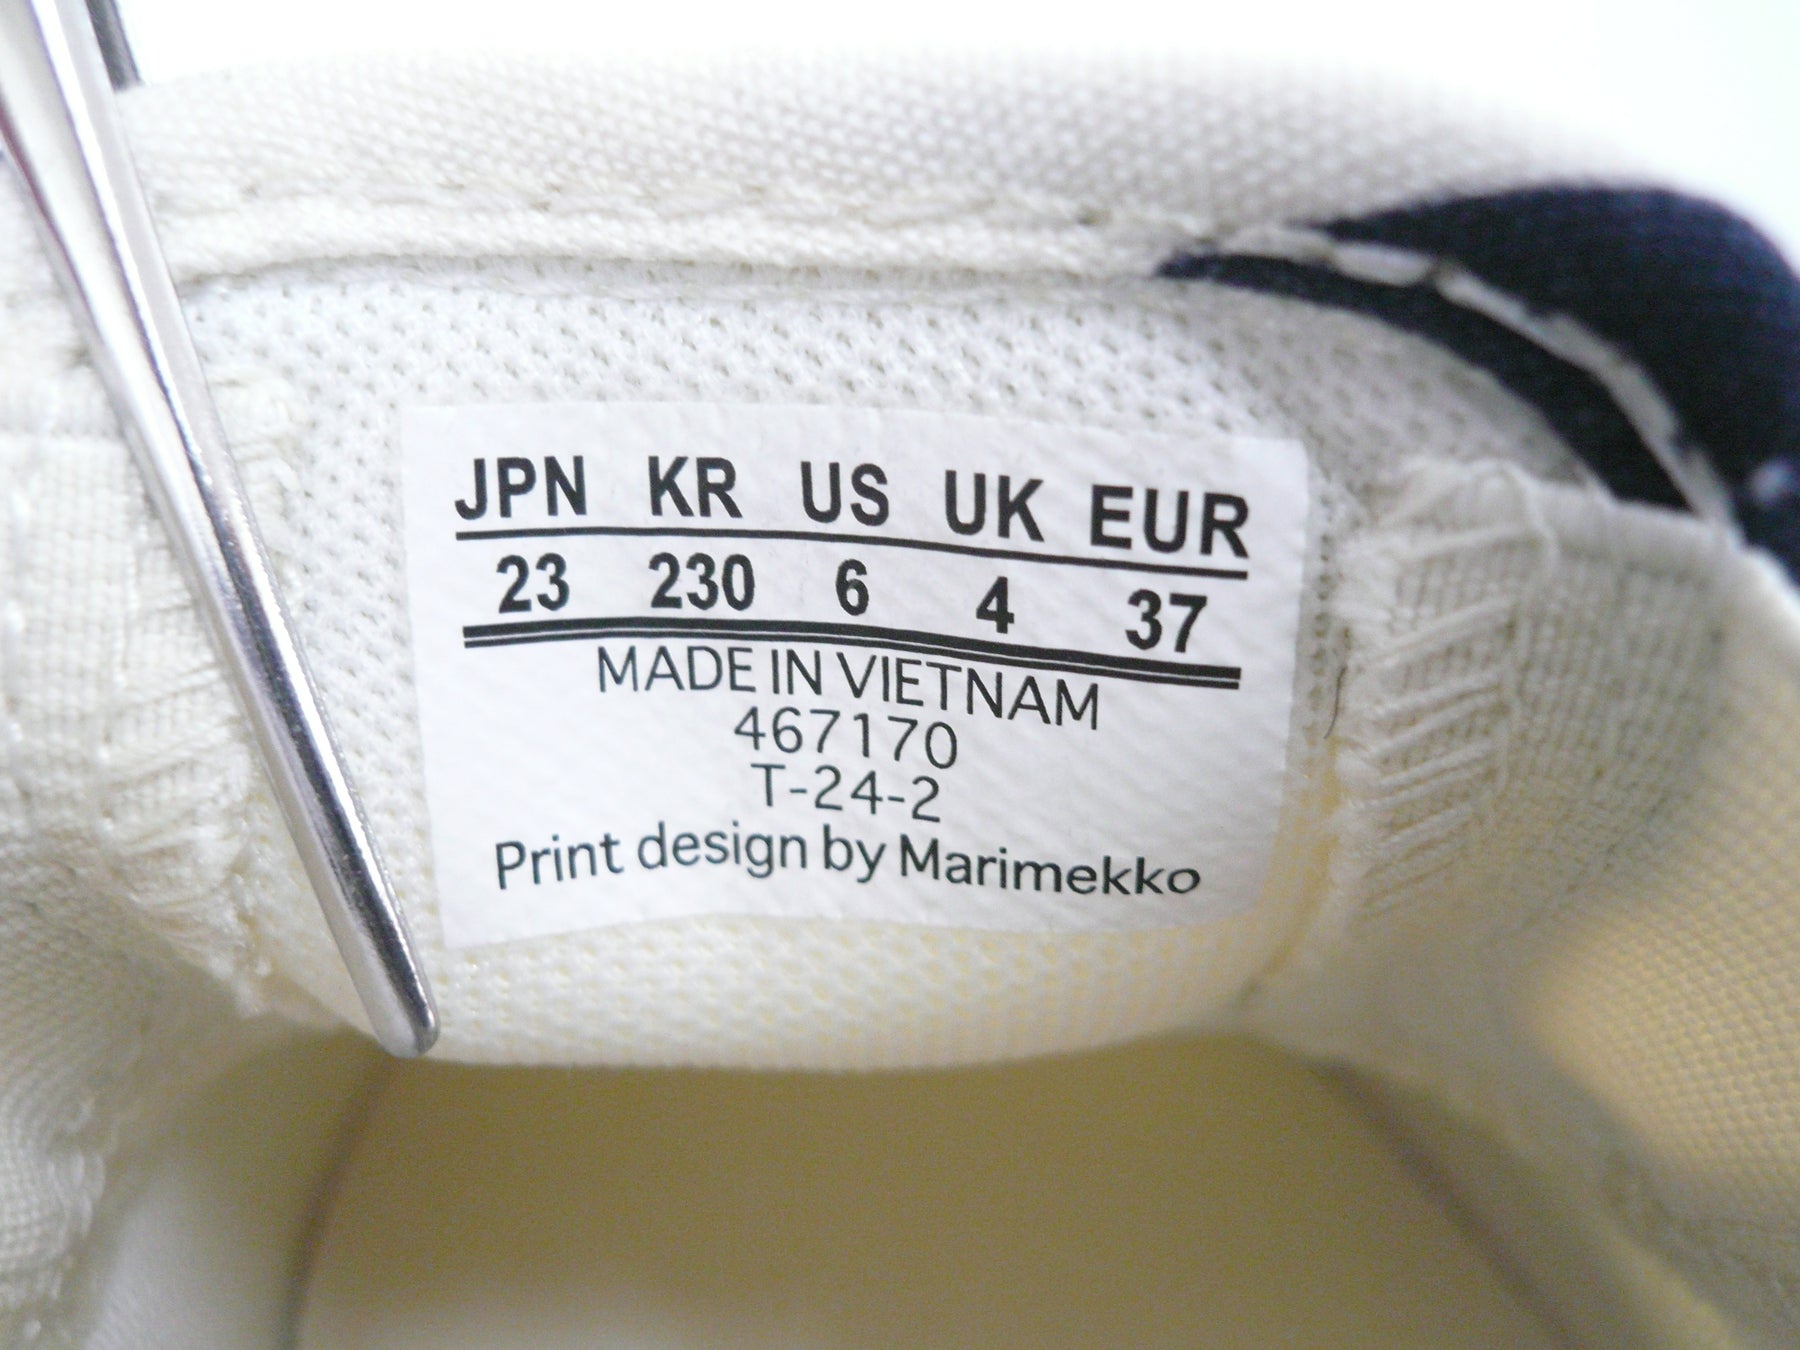 JPN KR US UK EUR
23 230 6 4 37
MADE IN VIETNAM
467170
T-24-2
Print design by Marimekko